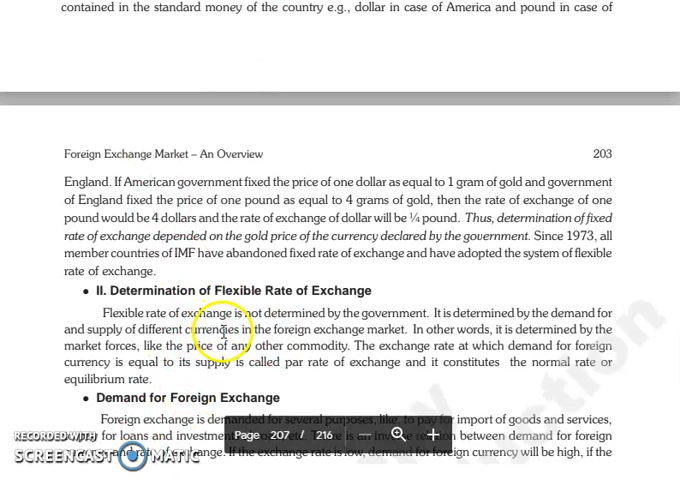 contained in the standard money of the country e.g., dollar in case of America and pound in case of
Foreign Exchange Market – An Overview 203
England. If American government fixed the price of one dollar as equal to 1 gram of gold and government
of England fixed the price of one pound as equal to 4 grams of gold, then the rate of exchange of one
pound would be 4 dollars and the rate of exchange of dollar will be ¼ pound. Thus, determination of fixed
rate of exchange depended on the gold price of the currency declared by the government. Since 1973, all
member countries of IMF have abandoned fixed rate of exchange and have adopted the system of flexible
rate of exchange.
• II. Determination of Flexible Rate of Exchange
Flexible rate of exchange is not determined by the government. It is determined by the demand for
and supply of different currencies in the foreign exchange market. In other words, it is determined by the
market forces, like the price of any other commodity. The exchange rate at which demand for foreign
currency is equal to its supply is called par rate of exchange and it constitutes the normal rate or
equilibrium rate.
• Demand for Foreign Exchange
Foreign exchange is demanded for several purposes, like, to pay for import of goods and services,
for loans and investment between demand for foreign
and rate of exchange. If the exchange rate is low, demand for foreign currency will be high, if the
Page 207 / 216 — +
RECORDED WITH
SCREENCAST MATIC